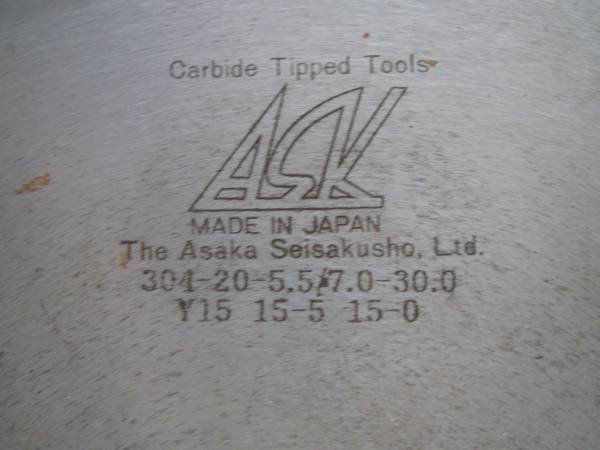 Carbide Tipped Tools
ASK
MADE IN JAPAN
The Asaka Seisakusho, Ltd.
304-20-5.5/7.0-30.0
Y15 15-5 15-0